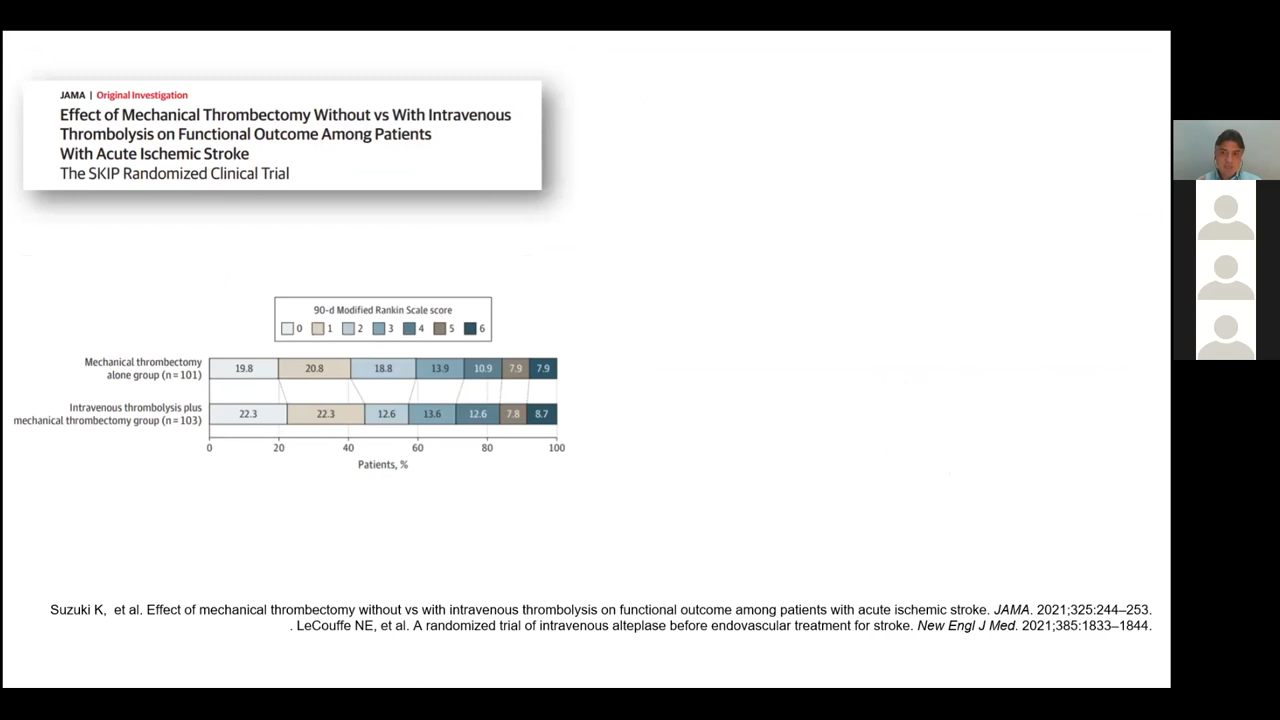 JAMA | Original Investigation
Effect of Mechanical Thrombectomy Without vs With Intravenous
Thrombolysis on Functional Outcome Among Patients
With Acute Ischemic Stroke
The SKIP Randomized Clinical Trial
90-d Modified Rankin Scale score
0 1 2 3 4 5 6
Mechanical thrombectomy
alone group (n = 101)
19.8 20.8 18.8 13.9 10.9 7.9 7.9
Intravenous thrombolysis plus
mechanical thrombectomy group (n = 103)
22.3 22.3 12.6 13.6 12.6 7.8 8.7
0 20 40 60 80 100
Patients, %
Suzuki K, et al. Effect of mechanical thrombectomy without vs with intravenous thrombolysis on functional outcome among patients with acute ischemic stroke. JAMA. 2021;325:244–253.
. LeCouffe NE, et al. A randomized trial of intravenous alteplase before endovascular treatment for stroke. New Engl J Med. 2021;385:1833–1844.